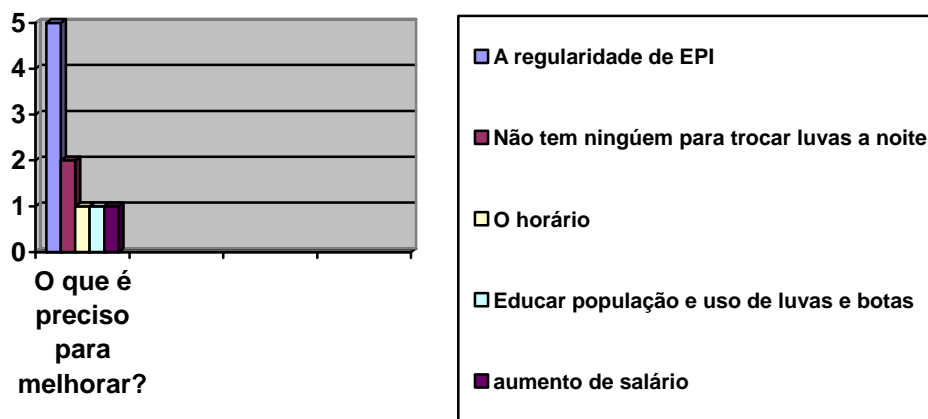 5
4
3
2
1
0
O que é
preciso
para
melhorar?
A regularidade de EPI
Não tem ningúem para trocar luvas a noite
O horário
Educar população e uso de luvas e botas
aumento de salário